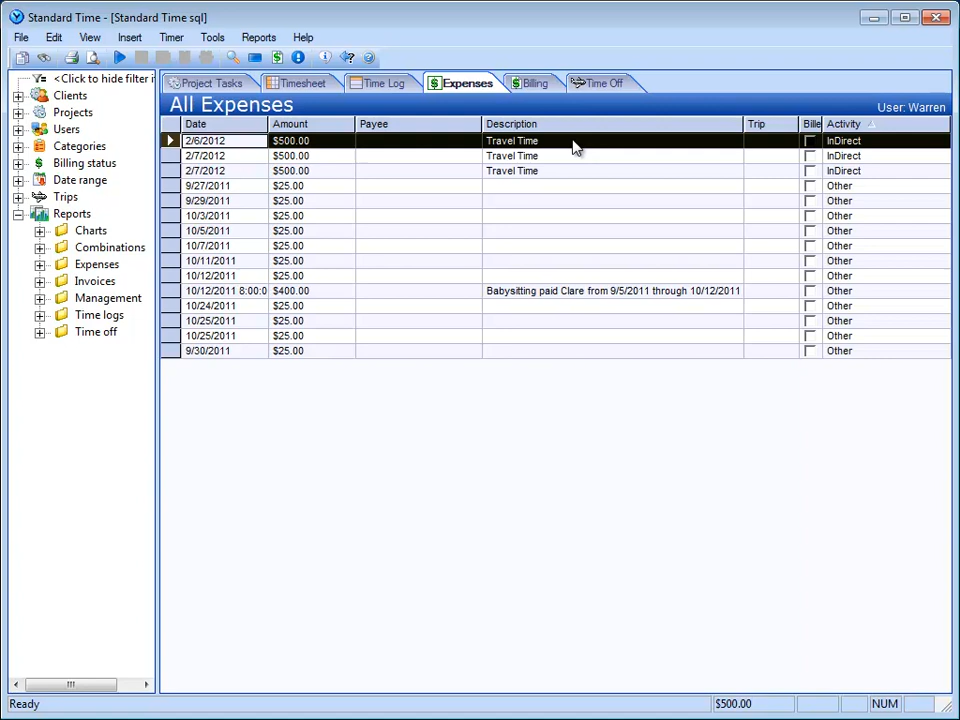 Standard Time - [Standard Time sql]
File Edit View Insert Timer Tools Reports Help
<Click to hide filter
Clients
Projects
Users
Categories
Billing status
Date range
Trips
Reports
Charts
Combinations
Expenses
Invoices
Management
Time logs
Time off
Project Tasks Timesheet Time Log Expenses Billing Time Off
All Expenses User: Warren
Date Amount Payee Description Trip Bille Activity
2/6/2012 $500.00 Travel Time InDirect
2/7/2012 $500.00 Travel Time InDirect
2/7/2012 $500.00 Travel Time InDirect
9/27/2011 $25.00 Other
9/29/2011 $25.00 Other
10/3/2011 $25.00 Other
10/5/2011 $25.00 Other
10/7/2011 $25.00 Other
10/11/2011 $25.00 Other
10/12/2011 $25.00 Other
10/12/2011 8:00:0 $400.00 Babysitting paid Clare from 9/5/2011 through 10/12/2011 Other
10/24/2011 $25.00 Other
10/25/2011 $25.00 Other
10/25/2011 $25.00 Other
9/30/2011 $25.00 Other
Ready $500.00 NUM